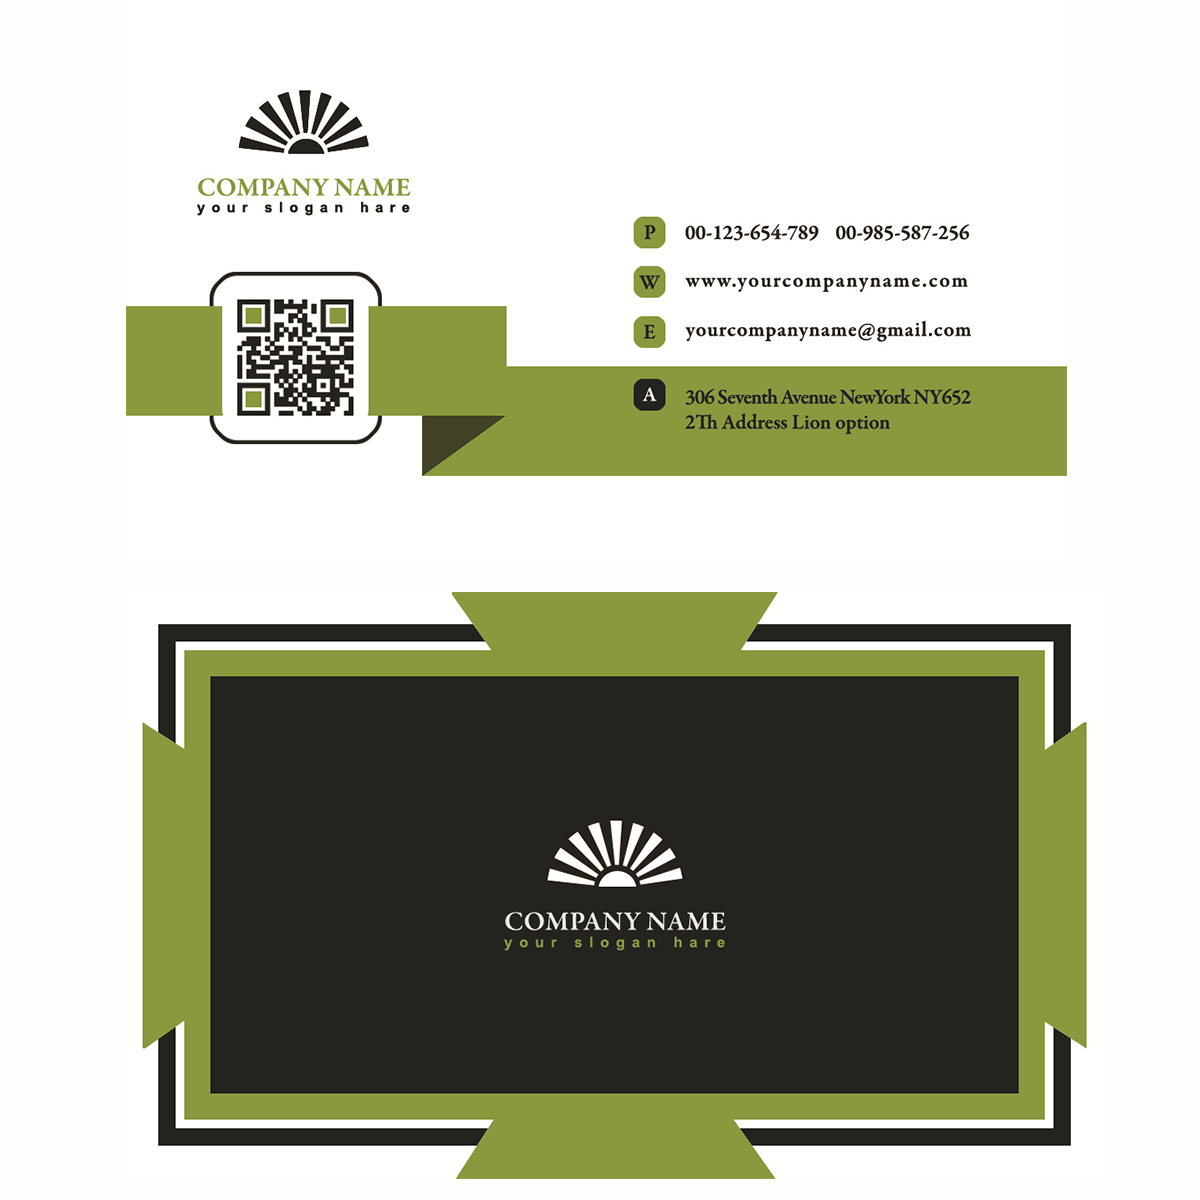 COMPANY NAME
your slogan hare
P 00-123-654-789 00-985-587-256
W www.yourcompanyname.com
E yourcompanyname@gmail.com
A 306 Seventh Avenue NewYork NY652
2Th Address Lion option
COMPANY NAME
your slogan hare